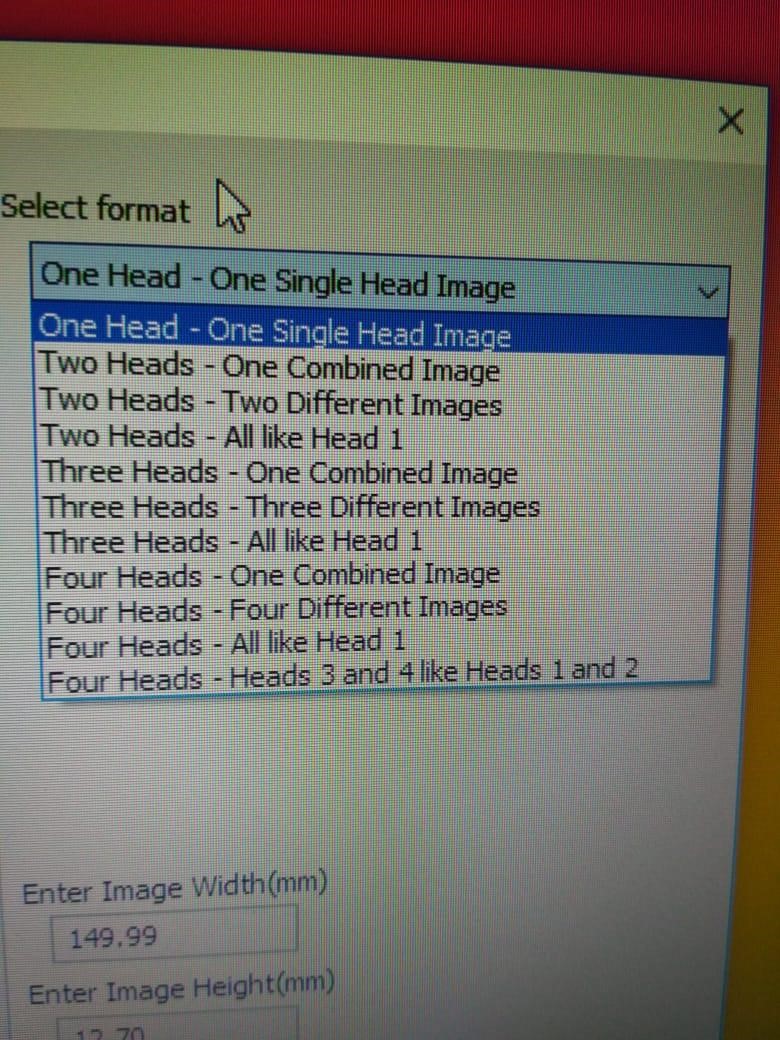 Select format
One Head - One Single Head Image
One Head - One Single Head Image
Two Heads - One Combined Image
Two Heads - Two Different Images
Two Heads - All like Head 1
Three Heads - One Combined Image
Three Heads - Three Different Images
Three Heads - All like Head 1
Four Heads - One Combined Image
Four Heads - Four Different Images
Four Heads - All like Head 1
Four Heads - Heads 3 and 4 like Heads 1 and 2
Enter Image Width(mm)
149.99
Enter Image Height(mm)
12.70